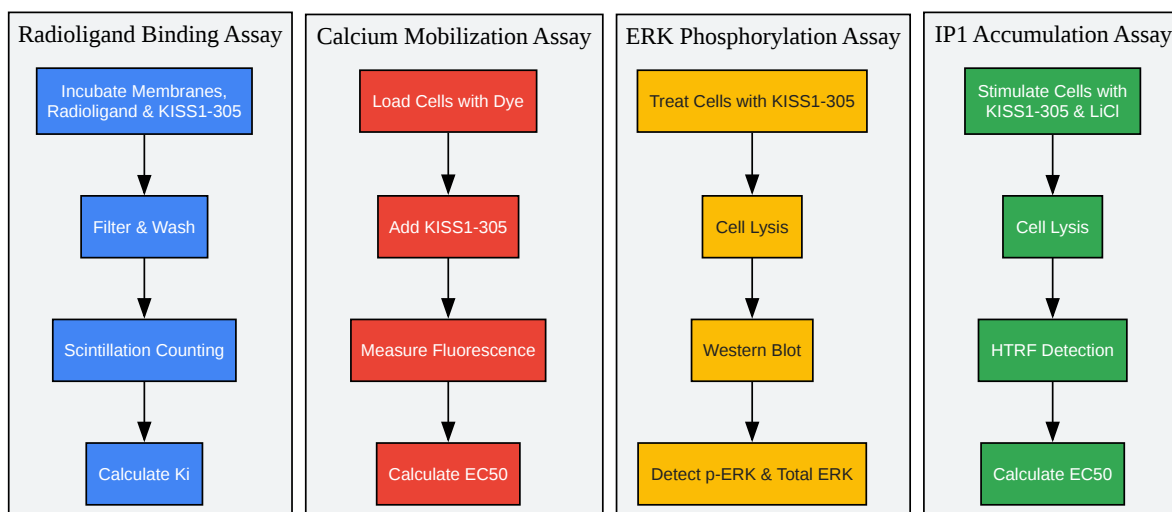 Radioligand Binding Assay
Incubate Membranes,
Radioligand & KISS1-305
Filter & Wash
Scintillation Counting
Calculate Ki
Calcium Mobilization Assay
Load Cells with Dye
Add KISS1-305
Measure Fluorescence
Calculate EC50
ERK Phosphorylation Assay
Treat Cells with KISS1-305
Cell Lysis
Western Blot
Detect p-ERK & Total ERK
IP1 Accumulation Assay
Stimulate Cells with
KISS1-305 & LiCl
Cell Lysis
HTRF Detection
Calculate EC50